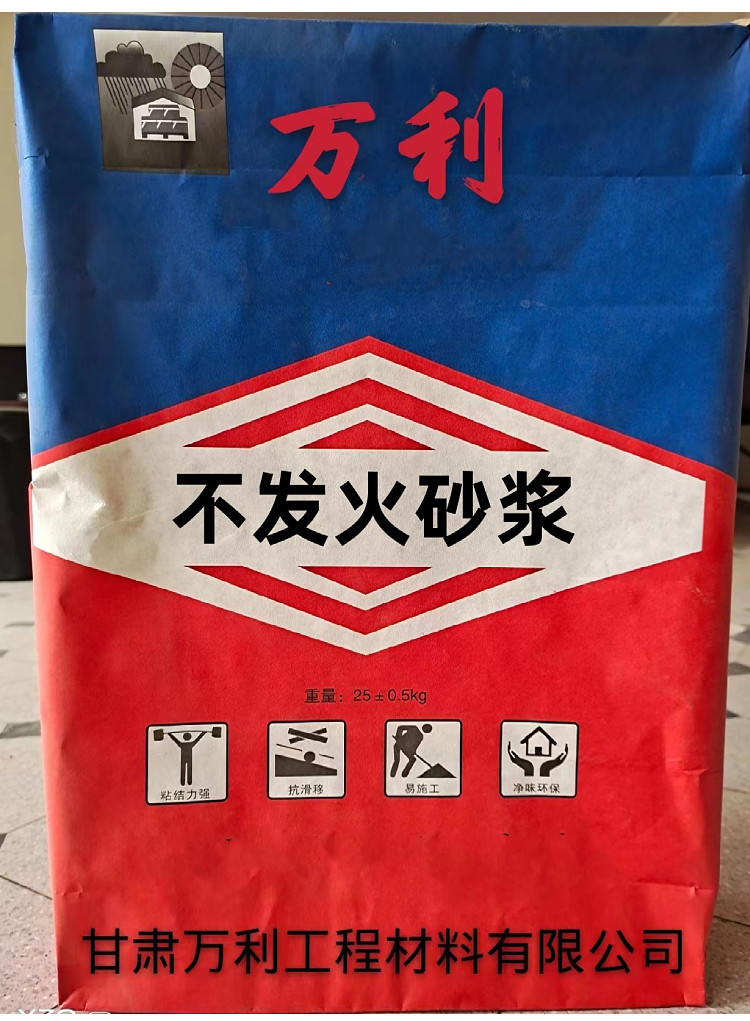 万利
不发火砂浆
重量：25±0.5kg
粘结力强
抗滑移
易施工
净味环保
甘肃万利工程材料有限公司